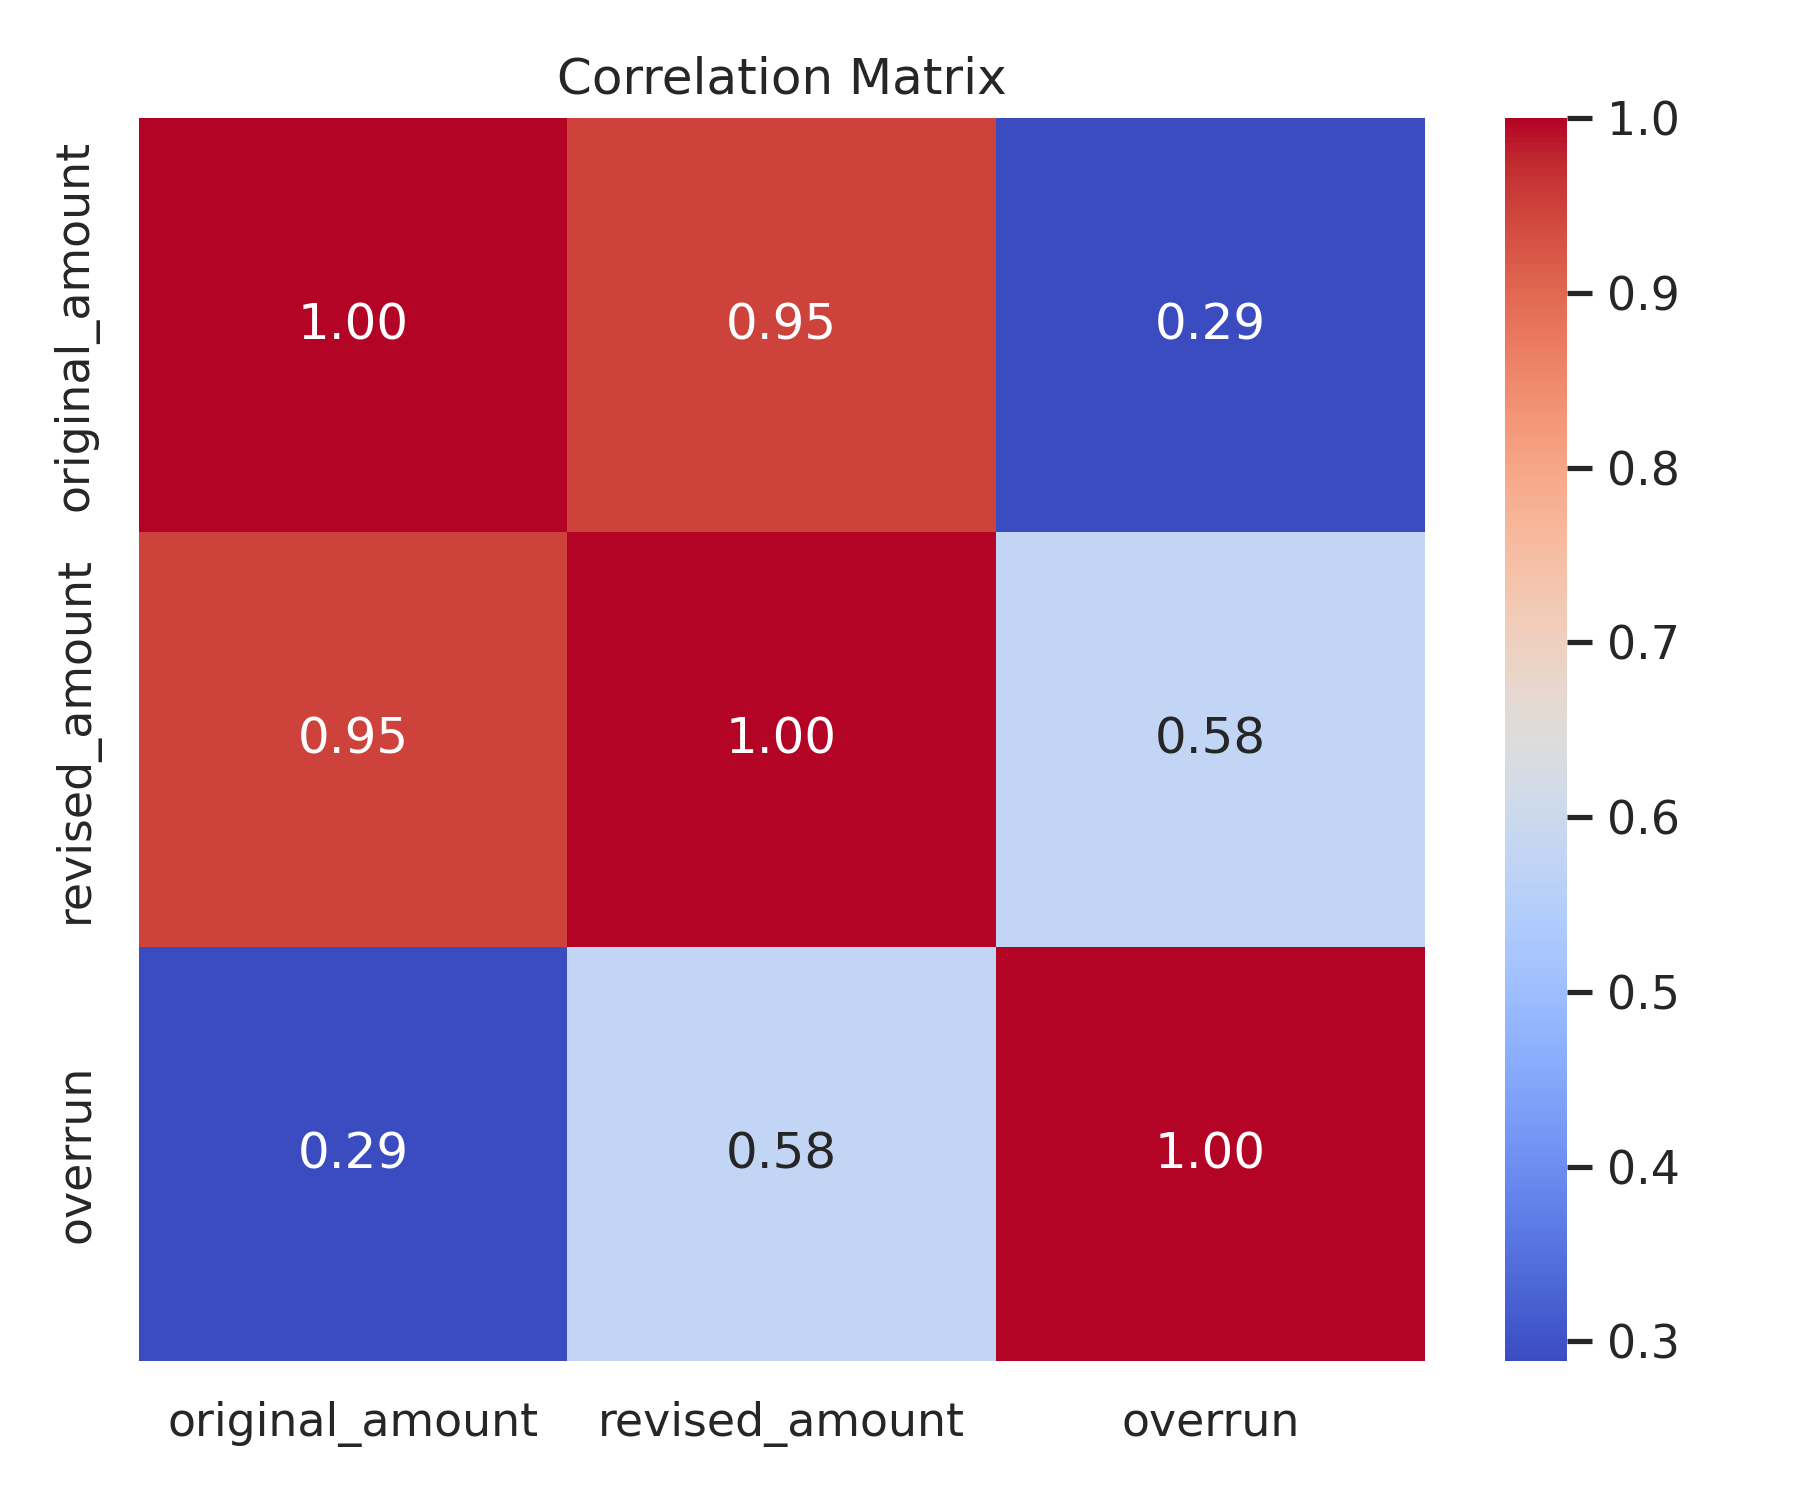 Correlation Matrix
original_amount
1.00 0.95 0.29
revised_amount
0.95 1.00 0.58
overrun
0.29 0.58 1.00
original_amount revised_amount overrun
1.0
0.9
0.8
0.7
0.6
0.5
0.4
0.3